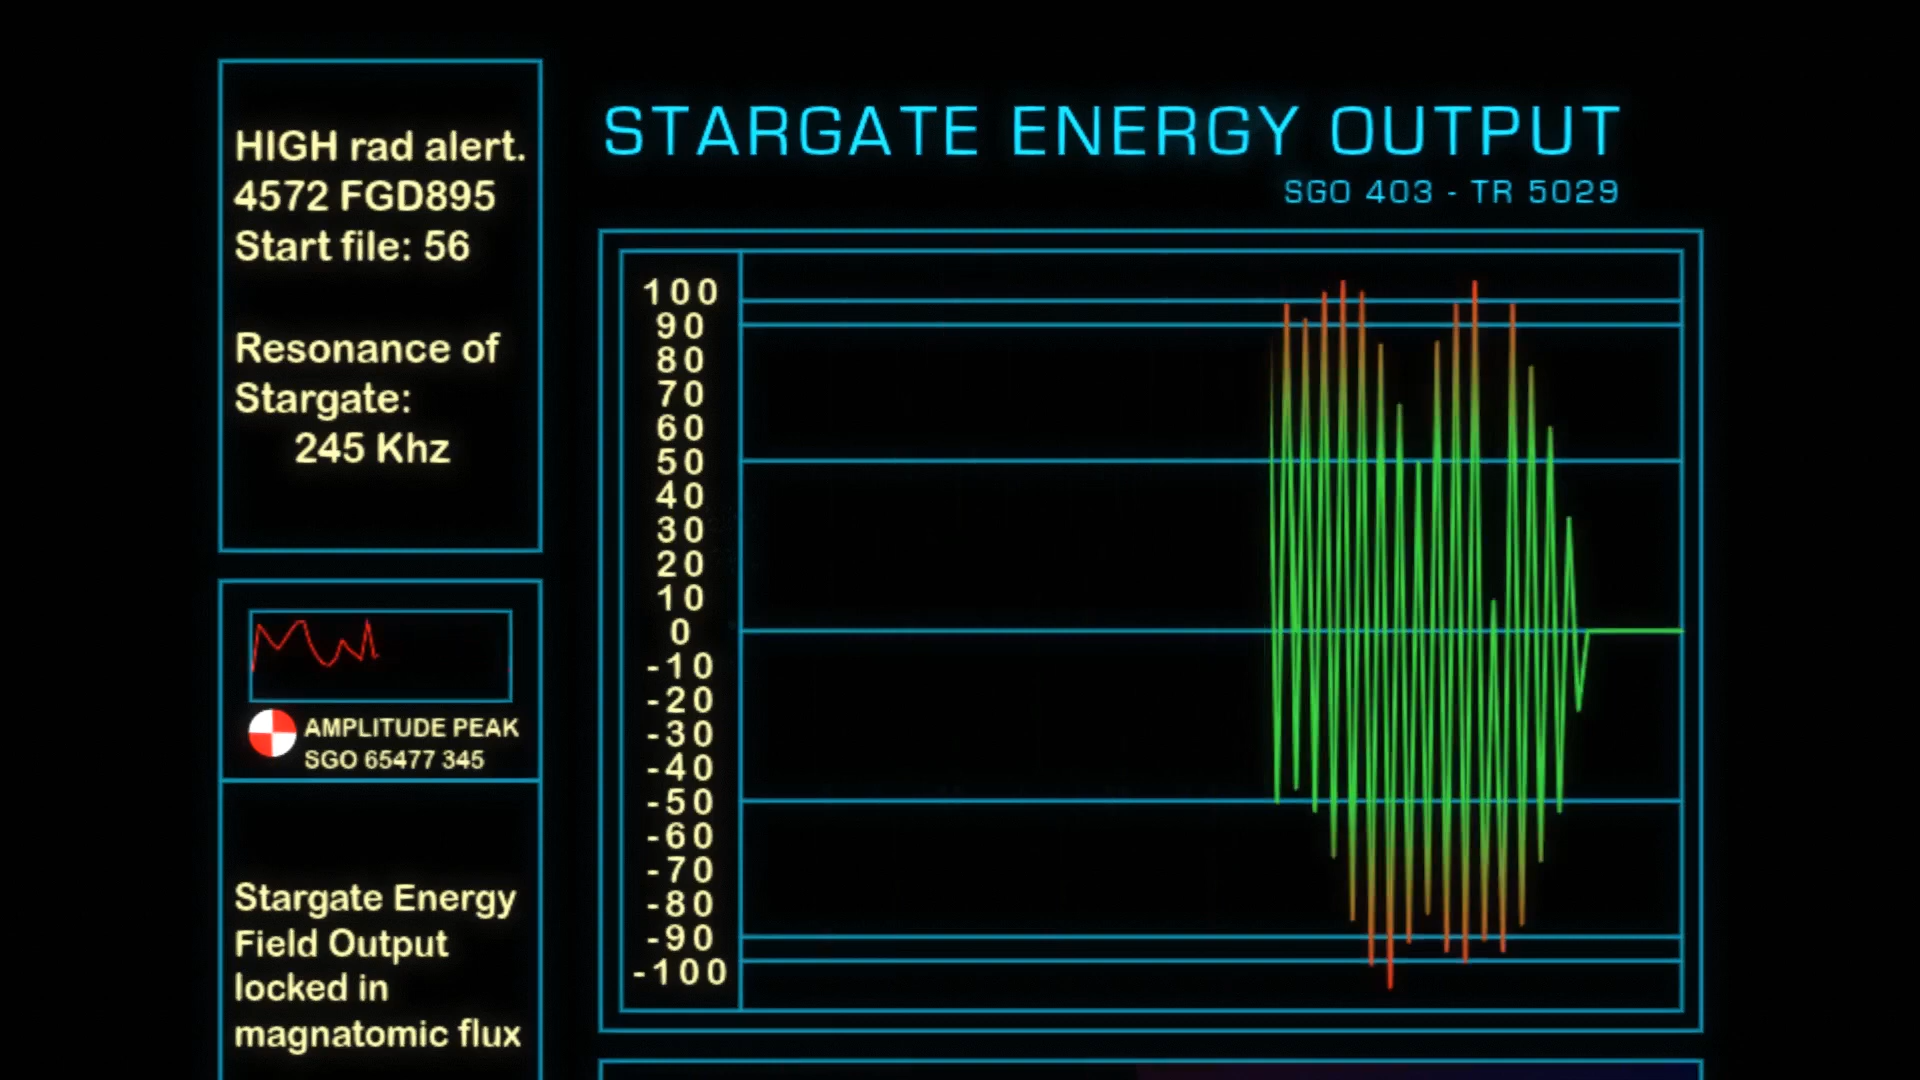 HIGH rad alert.
4572 FGD895
Start file: 56
Resonance of
Stargate:
245 Khz
AMPLITUDE PEAK
SGO 65477 345
Stargate Energy
Field Output
locked in
magnatomic flux
STARGATE ENERGY OUTPUT
SGO 403 - TR 5029
100
90
80
70
60
50
40
30
20
10
0
-10
-20
-30
-40
-50
-60
-70
-80
-90
-100